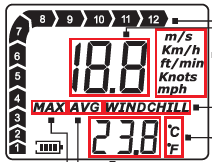 8 9 10 11 12
7
6
5
4
3
2
1
18.8
m/s
Km/h
ft/min
Knots
mph
MAX AVG WINDCHILL
23.8
°C
°F